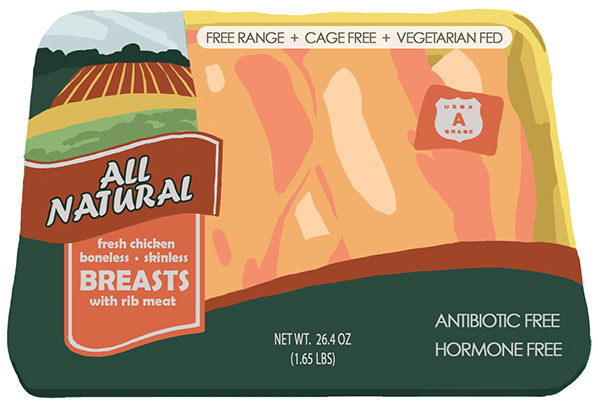 FREE RANGE + CAGE FREE + VEGETARIAN FED
USDA
A
GRADE
ALL
NATURAL
fresh chicken
boneless • skinless
BREASTS
with rib meat
NET WT. 26.4 OZ
(1.65 LBS)
ANTIBIOTIC FREE
HORMONE FREE